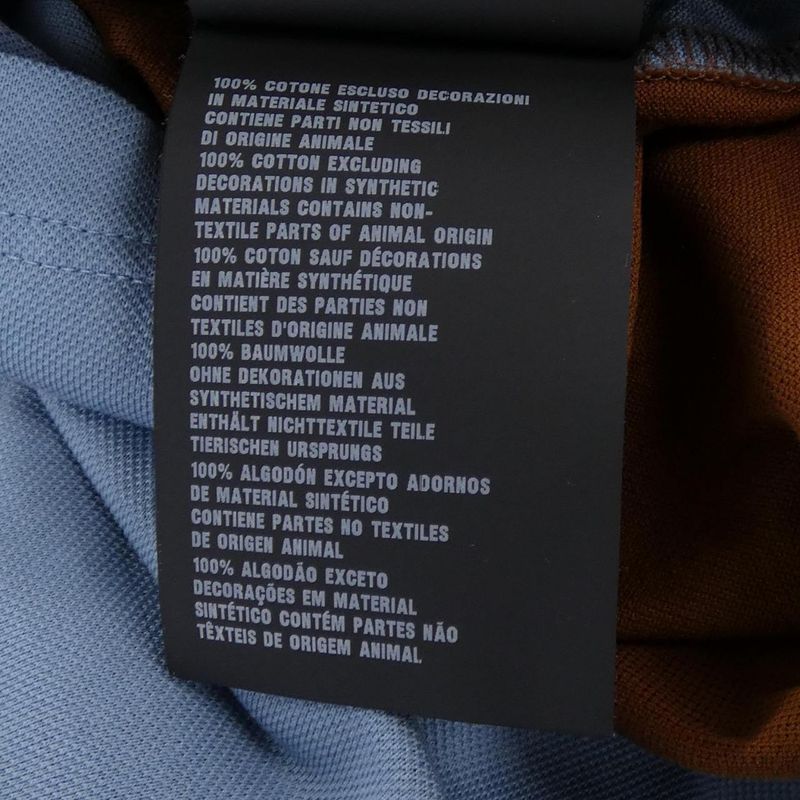 100% COTONE ESCLUSO DECORAZIONI
IN MATERIALE SINTETICO
CONTIENE PARTI NON TESSILI
DI ORIGINE ANIMALE
100% COTTON EXCLUDING
DECORATIONS IN SYNTHETIC
MATERIALS CONTAINS NON-
TEXTILE PARTS OF ANIMAL ORIGIN
100% COTON SAUF DÉCORATIONS
EN MATIÈRE SYNTHÉTIQUE
CONTIENT DES PARTIES NON
TEXTILES D'ORIGINE ANIMALE
100% BAUMWOLLE
OHNE DEKORATIONEN AUS
SYNTHETISCHEM MATERIAL
ENTHÄLT NICHTTEXTILE TEILE
TIERISCHEN URSPRUNGS
100% ALGODÓN EXCEPTO ADORNOS
DE MATERIAL SINTÉTICO
CONTIENE PARTES NO TEXTILES
DE ORIGEN ANIMAL
100% ALGODÃO EXCETO
DECORAÇÕES EM MATERIAL
SINTÉTICO CONTÉM PARTES NÃO
TÊXTEIS DE ORIGEM ANIMAL